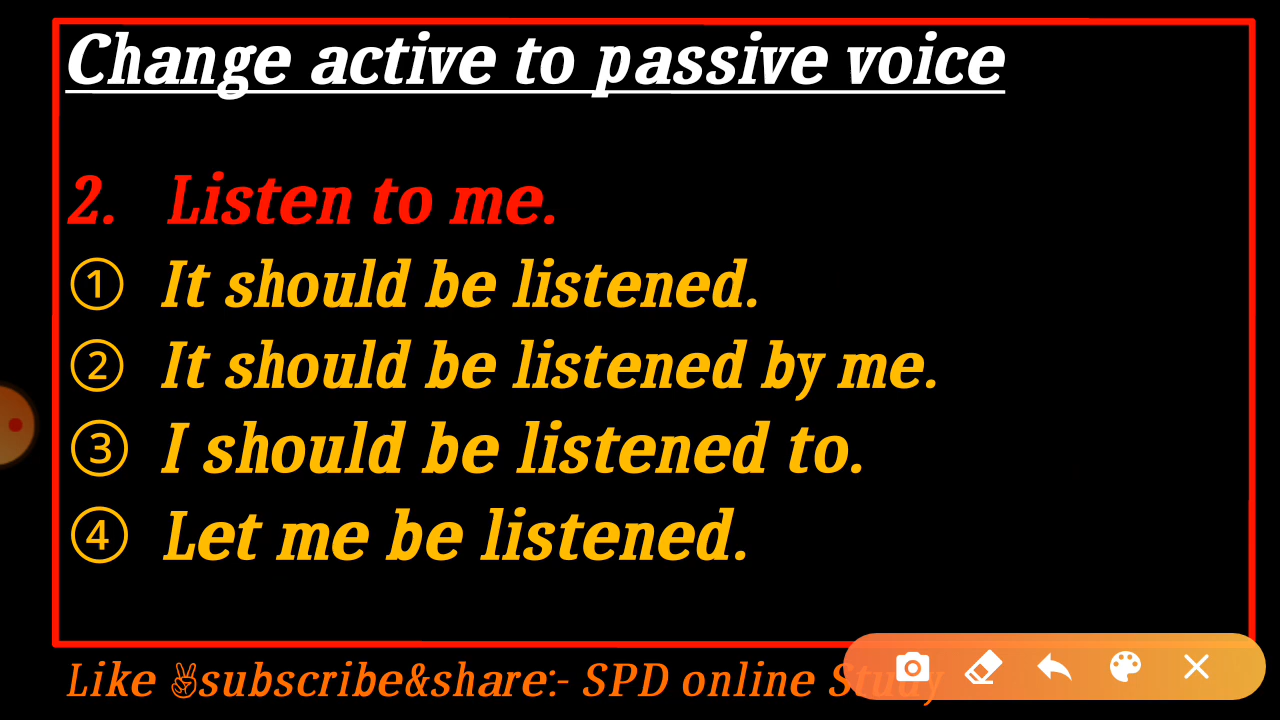 Change active to passive voice
2. Listen to me.
① It should be listened.
② It should be listened by me.
③ I should be listened to.
④ Let me be listened.
Like ✌subscribe&share:- SPD online Study